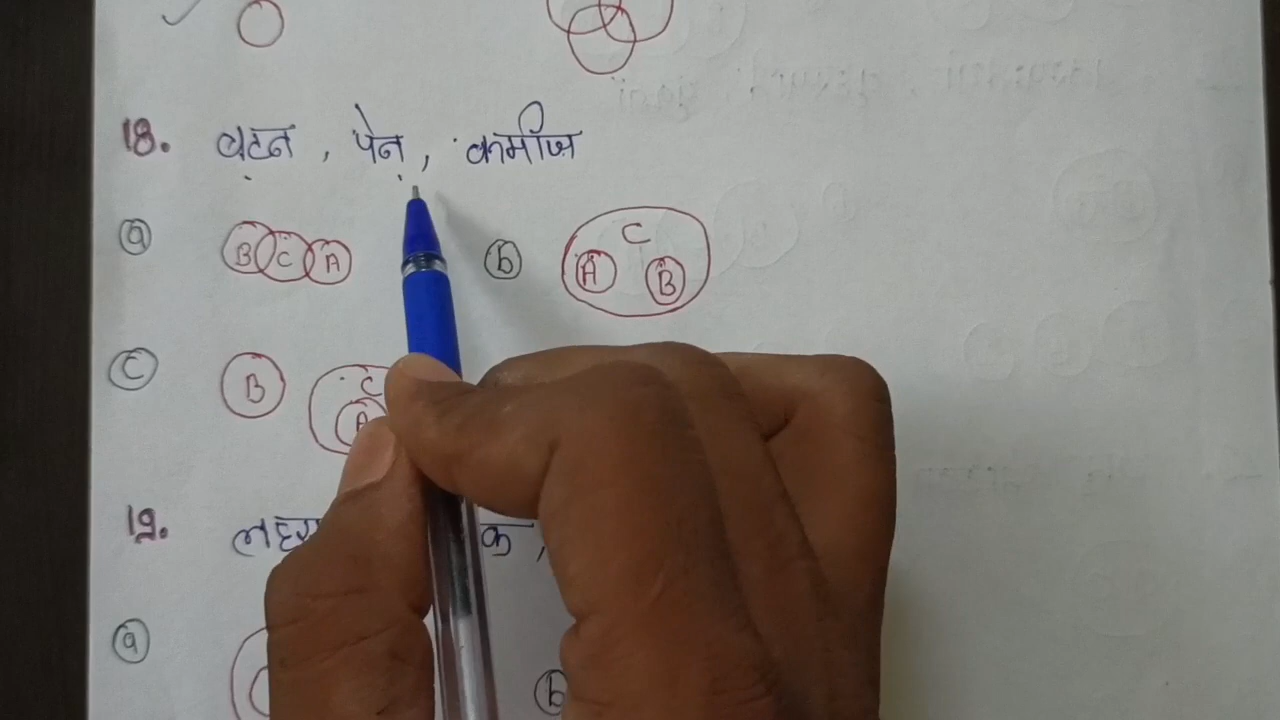 18. बटन , पेन , कमीज
a B C A b C A B
c B C A
19. क ,
a b